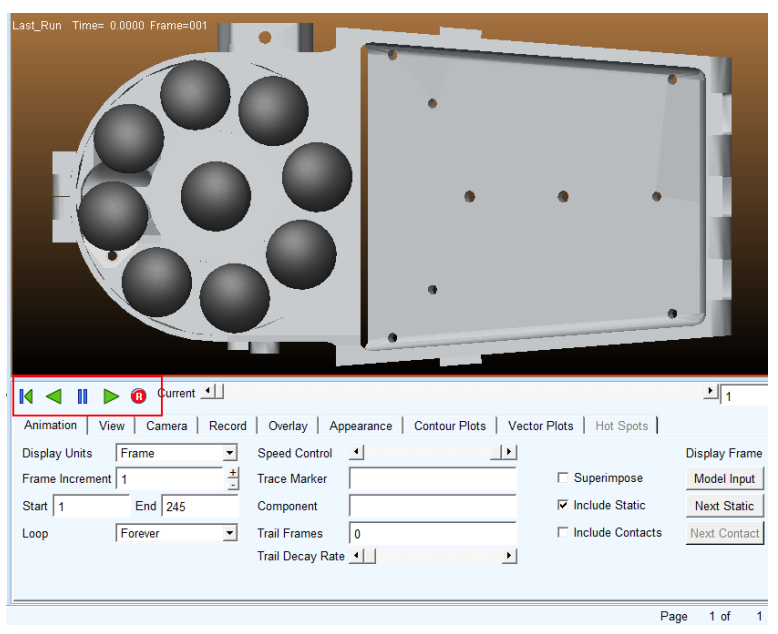 Last_Run Time= 0.0000 Frame=001
R Current 1
Animation View Camera Record Overlay Appearance Contour Plots Vector Plots Hot Spots
Display Units Frame Speed Control Display Frame
Frame Increment 1 + - Trace Marker Superimpose Model Input
Start 1 End 245 Component Include Static Next Static
Loop Forever Trail Frames 0 Include Contacts Next Contact
Trail Decay Rate
Page 1 of 1